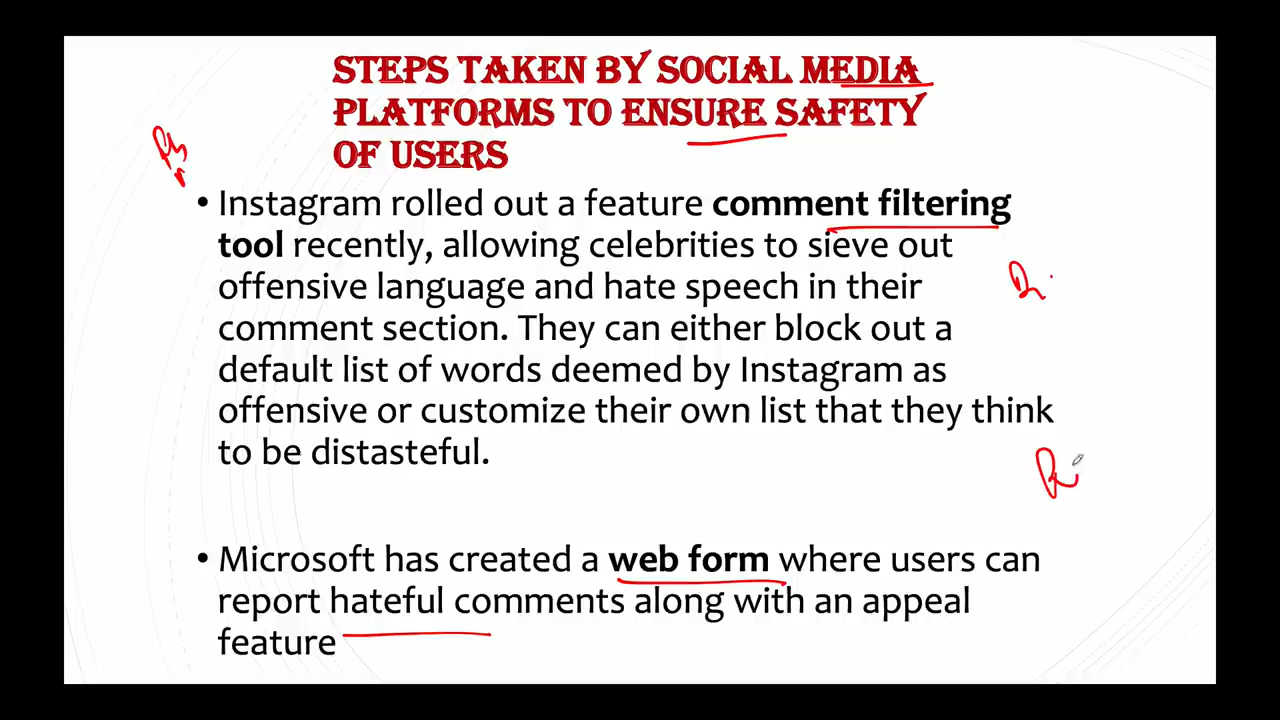 STEPS TAKEN BY SOCIAL MEDIA
PLATFORMS TO ENSURE SAFETY
OF USERS
• Instagram rolled out a feature comment filtering
tool recently, allowing celebrities to sieve out
offensive language and hate speech in their
comment section. They can either block out a
default list of words deemed by Instagram as
offensive or customize their own list that they think
to be distasteful.
• Microsoft has created a web form where users can
report hateful comments along with an appeal
feature